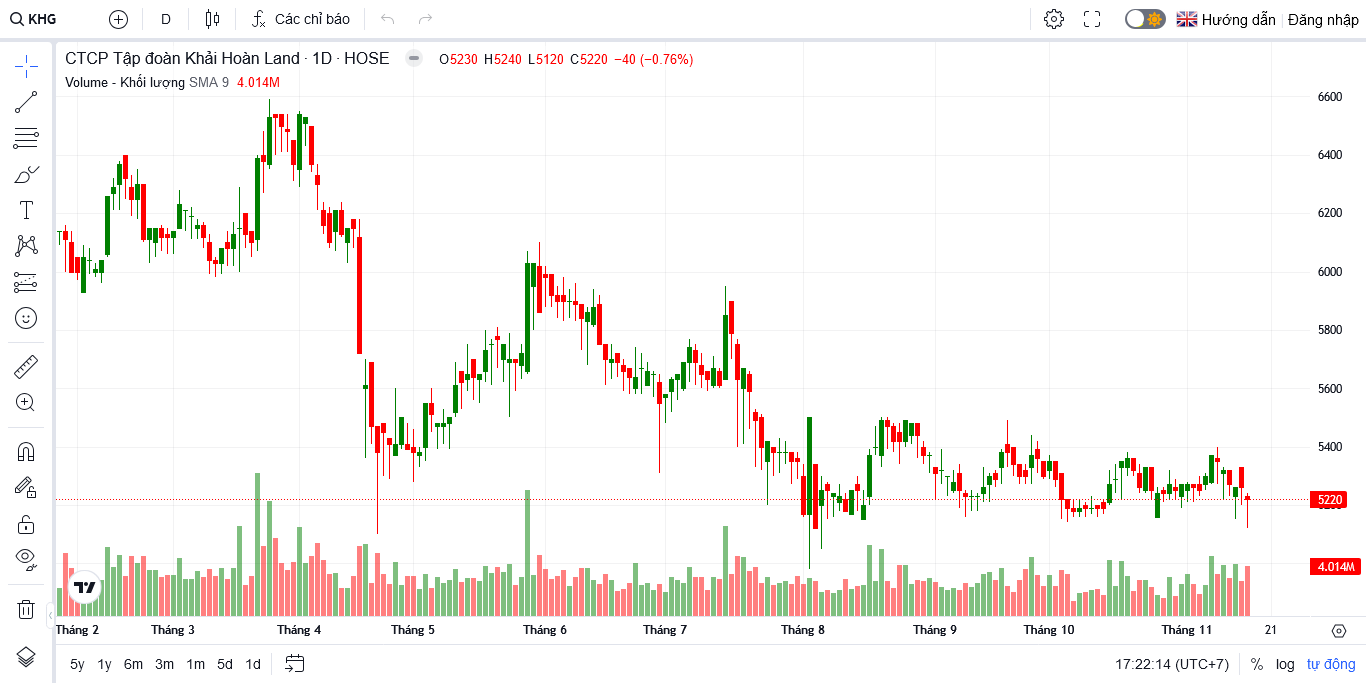 KHG D Các chỉ báo Hướng dẫn Đăng nhập
CTCP Tập đoàn Khải Hoàn Land · 1D · HOSE O5230 H5240 L5120 C5220 −40 (−0.76%)
Volume - Khối lượng SMA 9 4.014M
6600
6400
6200
6000
5800
5600
5400
5220
5200
4.014M
Tháng 2 Tháng 3 Tháng 4 Tháng 5 Tháng 6 Tháng 7 Tháng 8 Tháng 9 Tháng 10 Tháng 11 21
5y 1y 6m 3m 1m 5d 1d 17:22:14 (UTC+7) % log tự động